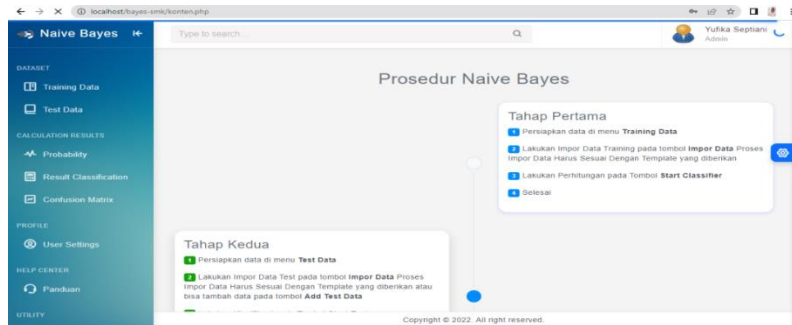 localhost/bayes-smk/konten.php
Naive Bayes
Type to search...
Yufika Septiani
Admin
DATASET
Training Data
Test Data
CALCULATION RESULTS
Probability
Result Classification
Confusion Matrix
PROFILE
User Settings
HELP CENTER
Panduan
UTILITY
Prosedur Naive Bayes
Tahap Pertama
1 Persiapkan data di menu Training Data
2 Lakukan Impor Data Training pada tombol Impor Data Proses
Impor Data Harus Sesuai Dengan Template yang diberikan
3 Lakukan Perhitungan pada Tombol Start Classifier
4 Selesai
Tahap Kedua
1 Persiapkan data di menu Test Data
2 Lakukan Impor Data Test pada tombol Impor Data Proses
Impor Data Harus Sesuai Dengan Template yang diberikan atau
bisa tambah data pada tombol Add Test Data
Copyright © 2022. All right reserved.